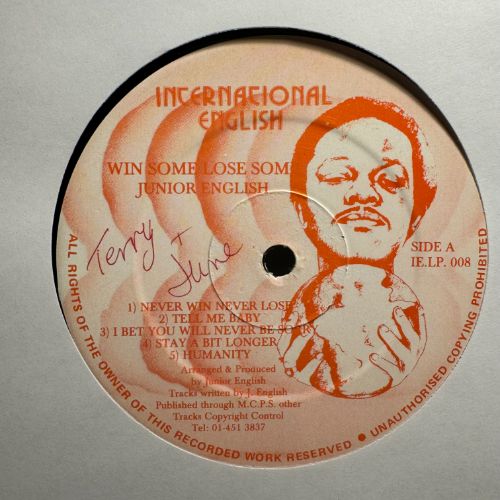 INTERNATIONAL
ENGLISH
WIN SOME LOSE SOME
JUNIOR ENGLISH
Terry +
June
SIDE A
IE.LP. 008
1) NEVER WIN NEVER LOSE
2) TELL ME BABY
3) I BET YOU WILL NEVER BE SORRY
4) STAY A BIT LONGER
5) HUMANITY
Arranged & Produced
by Junior English
Tracks written by J. English
Published through M.C.P.S. other
Tracks Copyright Control
Tel: 01-451 3837
ALL RIGHTS OF THE OWNER OF THIS RECORDED WORK RESERVED ● UNAUTHORISED COPYING PROHIBITED